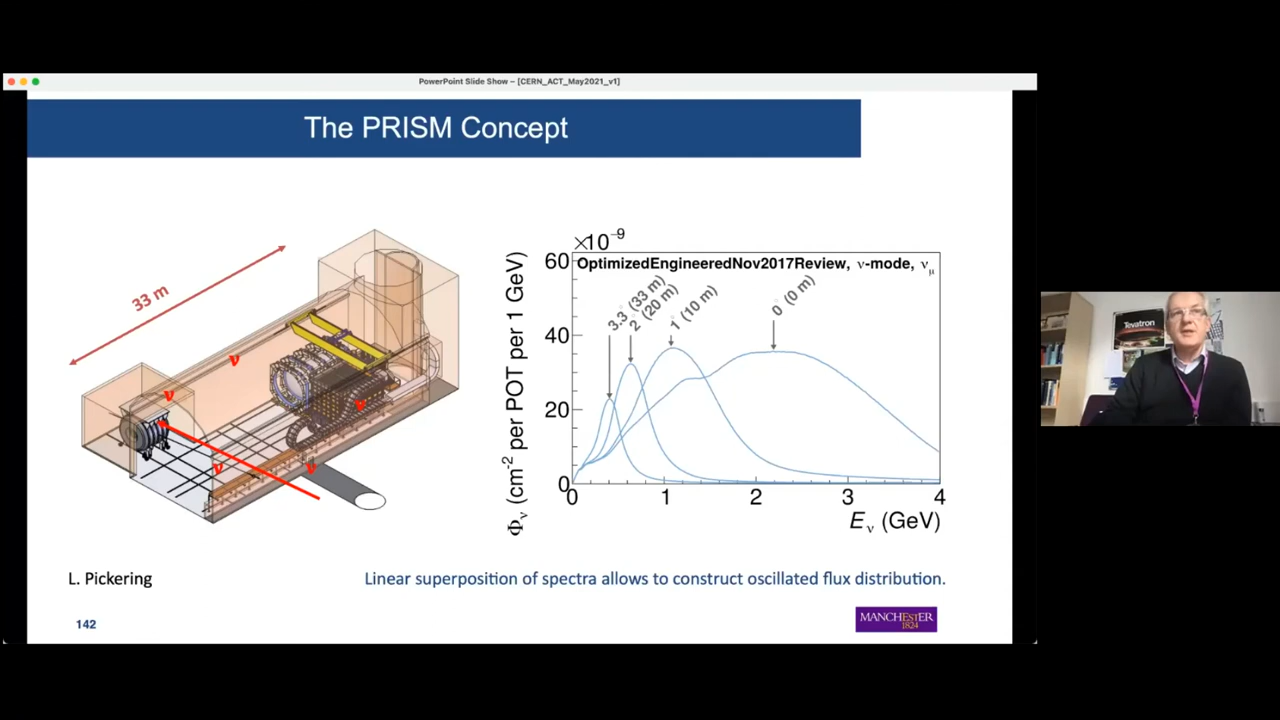 PowerPoint Slide Show – [CERN_ACT_May2021_v1]
The PRISM Concept
33 m
ν
ν
ν
ν
ν
×10⁻⁹
OptimizedEngineeredNov2017Review, ν-mode, ν_μ
3.3° (33 m)
2° (20 m)
1° (10 m)
0° (0 m)
60
40
20
0
0 1 2 3 4
Φ_ν (cm⁻² per POT per 1 GeV)
E_ν (GeV)
L. Pickering
Linear superposition of spectra allows to construct oscillated flux distribution.
142
MANCHESTER
1824
Tevatron